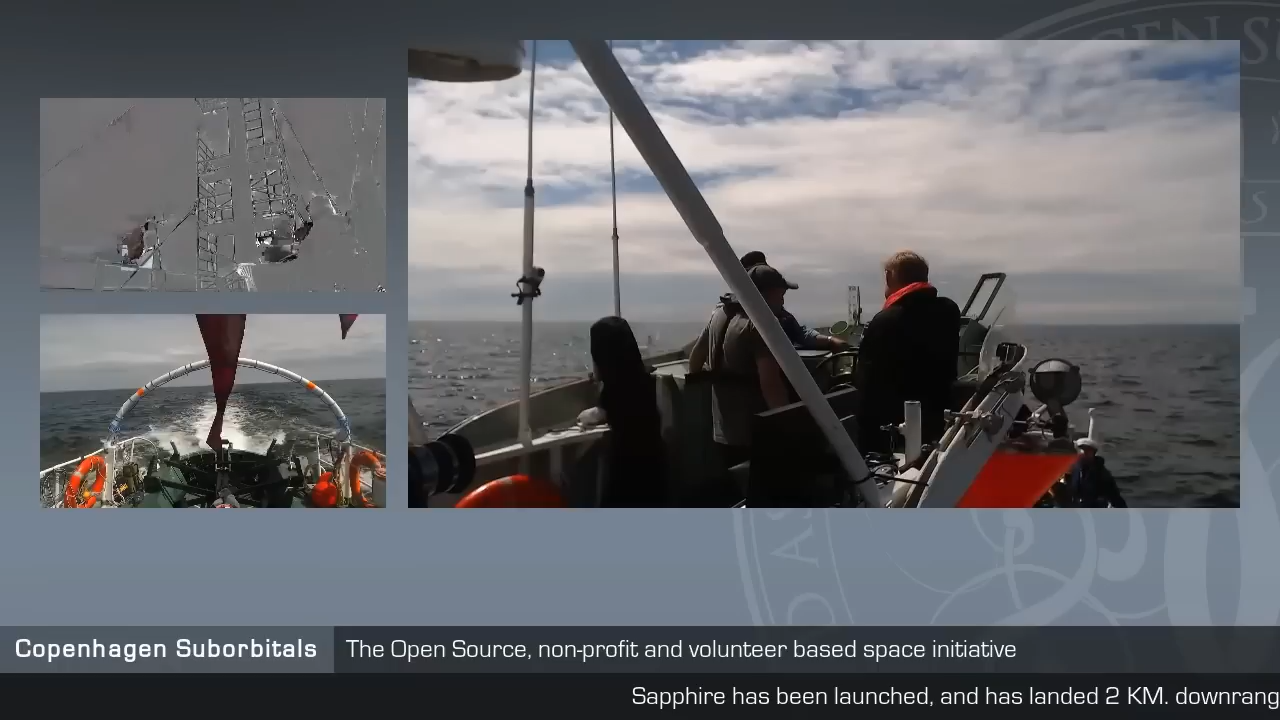 Copenhagen Suborbitals
The Open Source, non-profit and volunteer based space initiative
Sapphire has been launched, and has landed 2 KM. downrang